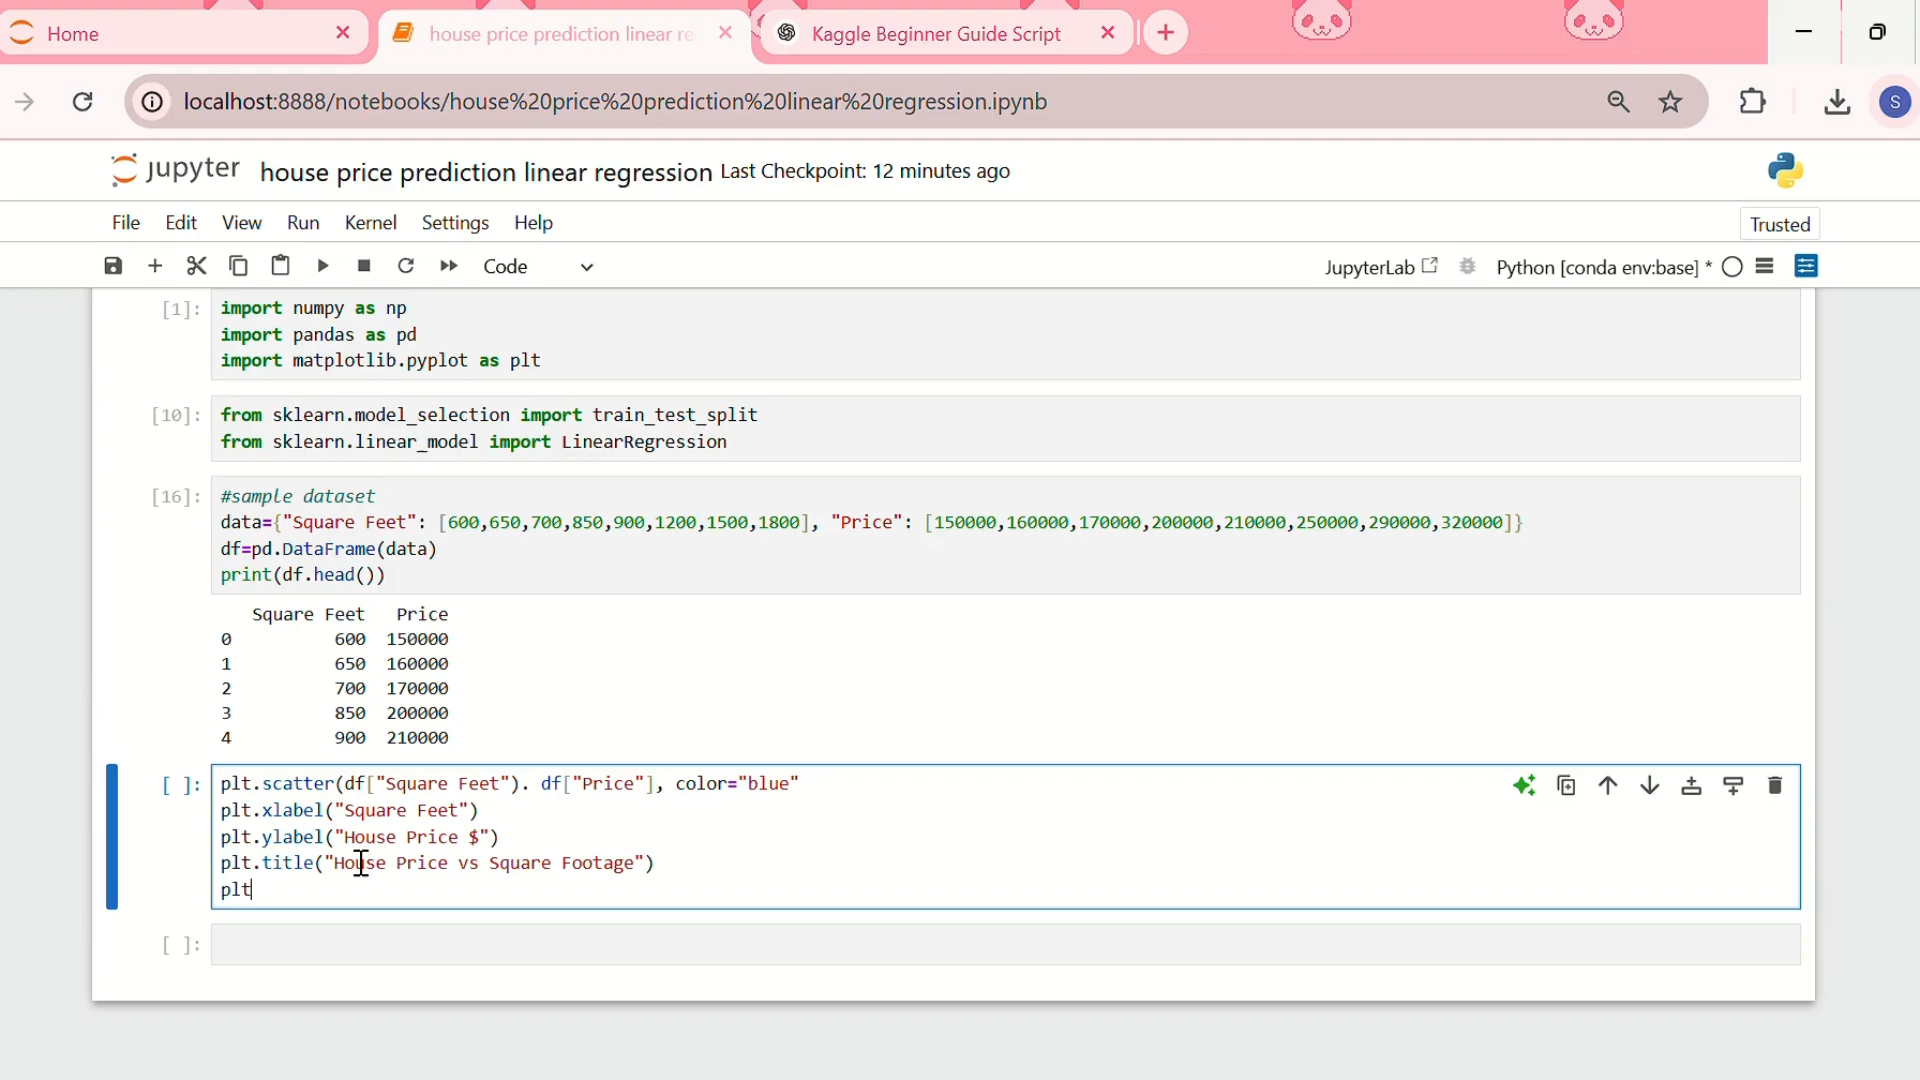 Home
house price prediction linear re
Kaggle Beginner Guide Script
localhost:8888/notebooks/house%20price%20prediction%20linear%20regression.ipynb
S
jupyter house price prediction linear regression Last Checkpoint: 12 minutes ago
File Edit View Run Kernel Settings Help
Trusted
Code
JupyterLab
Python [conda env:base] *
[1]:
import numpy as np
import pandas as pd
import matplotlib.pyplot as plt
[10]:
from sklearn.model_selection import train_test_split
from sklearn.linear_model import LinearRegression
[16]:
#sample dataset
data={"Square Feet": [600,650,700,850,900,1200,1500,1800], "Price": [150000,160000,170000,200000,210000,250000,290000,320000]}
df=pd.DataFrame(data)
print(df.head())
Square Feet Price
0 600 150000
1 650 160000
2 700 170000
3 850 200000
4 900 210000
[ ]:
plt.scatter(df["Square Feet"). df["Price"], color="blue"
plt.xlabel("Square Feet")
plt.ylabel("House Price $")
plt.title("House Price vs Square Footage")
plt
[ ]: